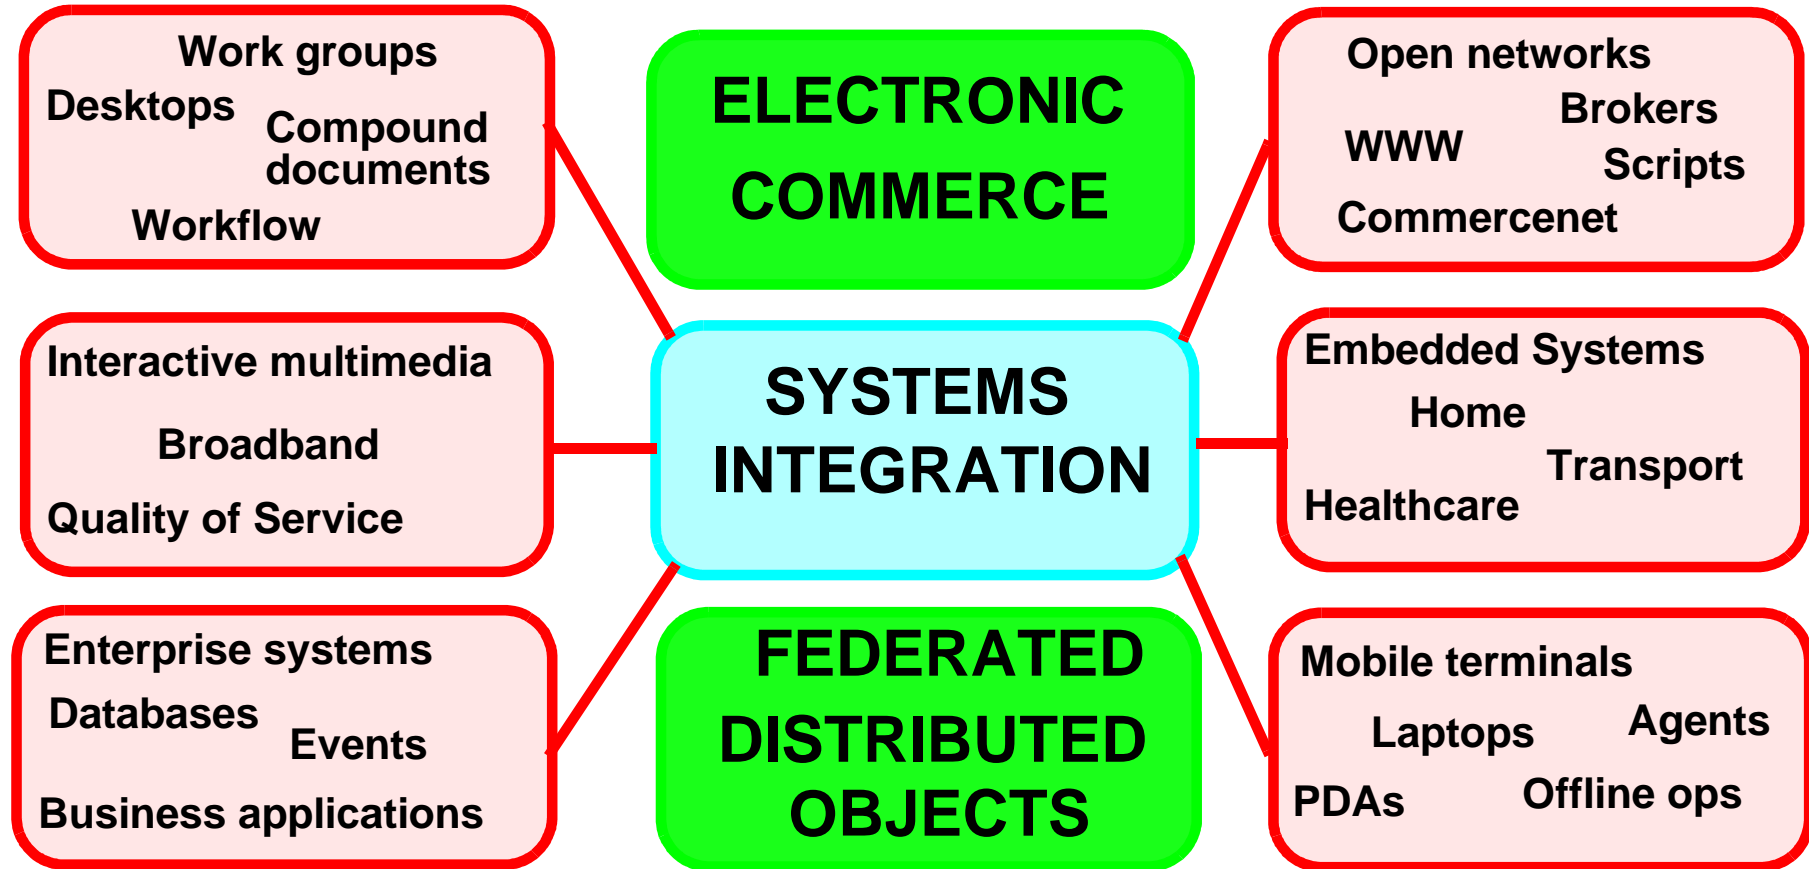 Work groups
Desktops
Compound
documents
Workflow
ELECTRONIC
COMMERCE
Open networks
Brokers
WWW
Scripts
Commercenet
Interactive multimedia
Broadband
Quality of Service
SYSTEMS
INTEGRATION
Embedded Systems
Home
Transport
Healthcare
Enterprise systems
Databases
Events
Business applications
FEDERATED
DISTRIBUTED
OBJECTS
Mobile terminals
Agents
Laptops
Offline ops
PDAs